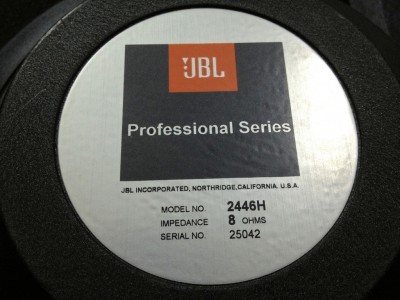 JBL
Professional Series
JBL INCORPORATED, NORTHRIDGE,CALIFORNIA. U.S.A.
MODEL NO. 2446H
IMPEDANCE 8 OHMS
SERIAL NO. 25042